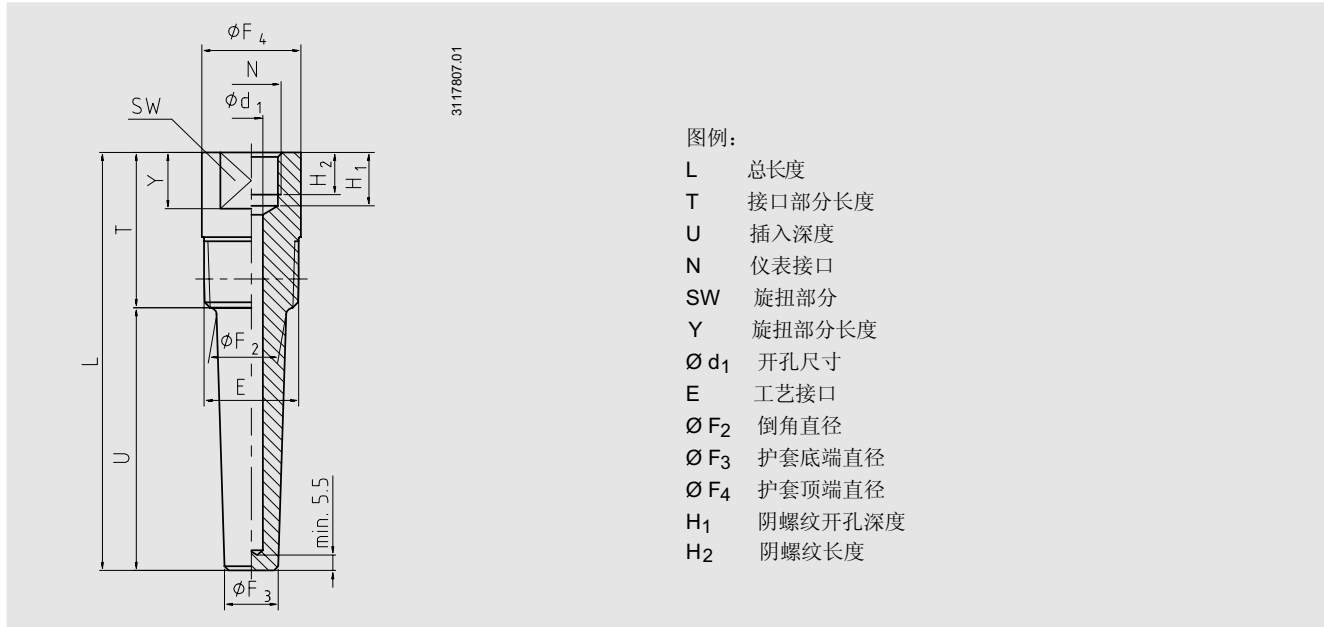 ϕF₄
N
ϕd₁
SW
3117807.01
Y
H₂
H₁
T
ϕF₂
L
E
U
min. 5.5
ϕF₃
图例：
L 总长度
T 接口部分长度
U 插入深度
N 仪表接口
SW 旋扭部分
Y 旋扭部分长度
Ø d₁ 开孔尺寸
E 工艺接口
Ø F₂ 倒角直径
Ø F₃ 护套底端直径
Ø F₄ 护套顶端直径
H₁ 阴螺纹开孔深度
H₂ 阴螺纹长度